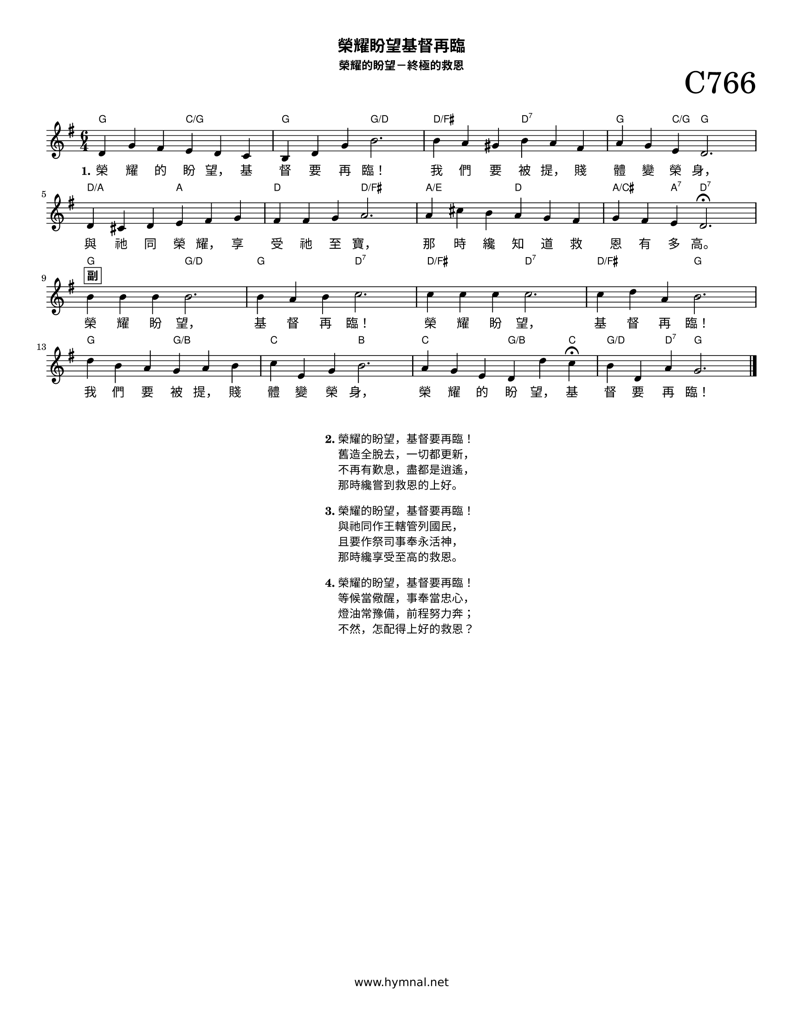 榮耀盼望基督再臨
榮耀的盼望－終極的救恩
C766
G C/G G G/D D/F♯ D7 G C/G G
6 4
1. 榮 耀 的 盼 望， 基 督 要 再 臨！ 我 們 要 被 提， 賤 體 變 榮 身，
D/A A D D/F♯ A/E D A/C♯ A7 D7
5
與 祂 同 榮 耀， 享 受 祂 至 寶， 那 時 纔 知 道 救 恩 有 多 高。
G G/D G D7 D/F♯ D7 D/F♯ G
副
9
榮 耀 盼 望， 基 督 再 臨！ 榮 耀 盼 望， 基 督 再 臨！
G G/B C B C G/B C G/D D7 G
13
我 們 要 被 提， 賤 體 變 榮 身， 榮 耀 的 盼 望， 基 督 要 再 臨！
2. 榮耀的盼望，基督要再臨！
舊造全脫去，一切都更新，
不再有歎息，盡都是逍遙，
那時纔嘗到救恩的上好。
3. 榮耀的盼望，基督要再臨！
與祂同作王轄管列國民，
且要作祭司事奉永活神，
那時纔享受至高的救恩。
4. 榮耀的盼望，基督要再臨！
等候當儆醒，事奉當忠心，
燈油常豫備，前程努力奔；
不然，怎配得上好的救恩？
www.hymnal.net